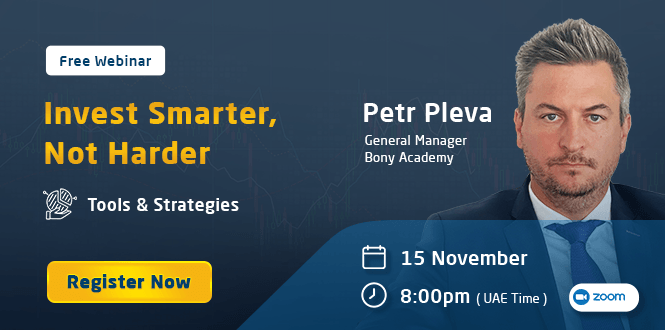 Free Webinar
Invest Smarter,
Not Harder
Tools & Strategies
Register Now
Petr Pleva
General Manager
Bony Academy
15 November
8:00pm ( UAE Time )
zoom